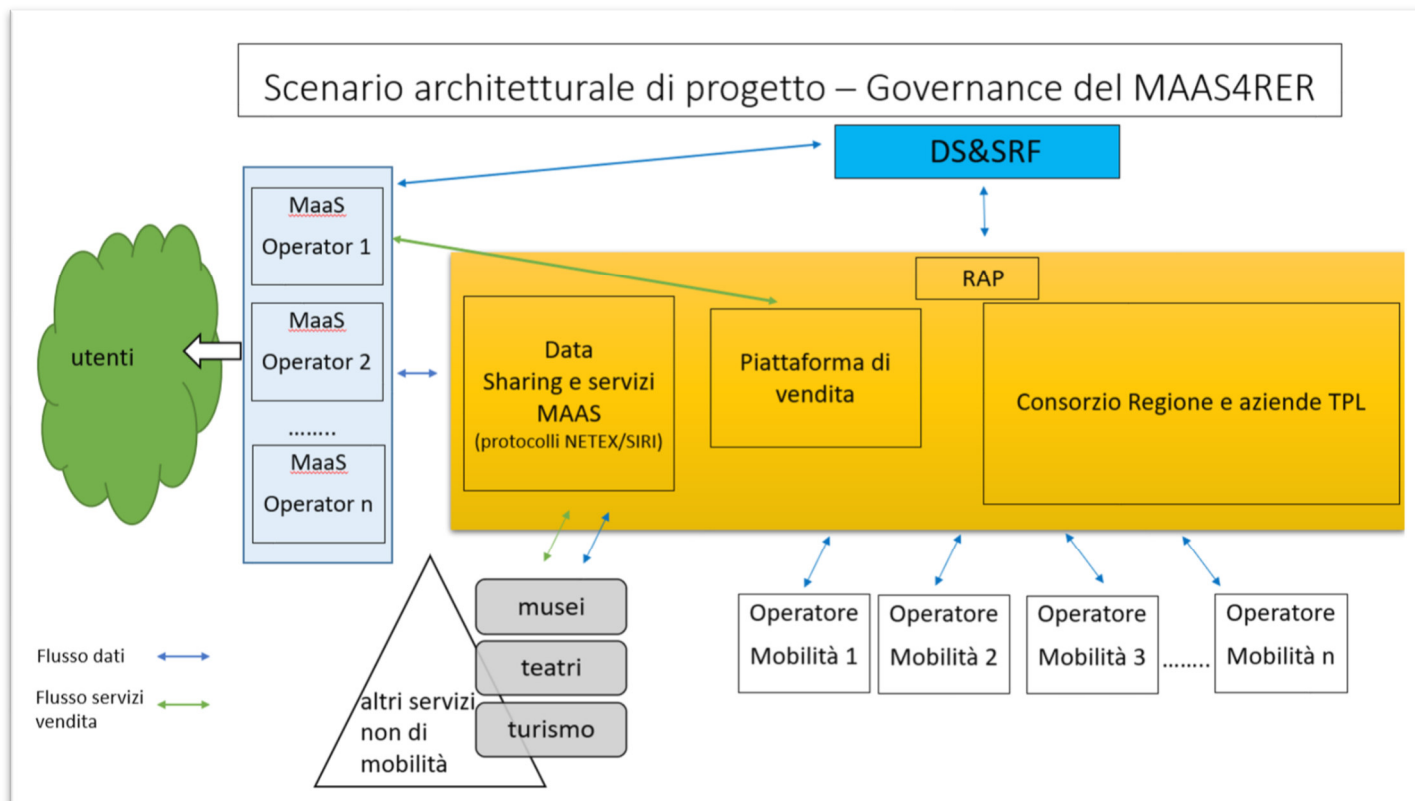 Scenario architetturale di progetto – Governance del MAAS4RER
DS&SRF
MaaS
Operator 1
MaaS
Operator 2
……..
MaaS
Operator n
utenti
RAP
Data
Sharing e servizi
MAAS
(protocolli NETEX/SIRI)
Piattaforma di
vendita
Consorzio Regione e aziende TPL
musei
teatri
turismo
altri servizi
non di
mobilità
Operatore
Mobilità 1
Operatore
Mobilità 2
Operatore
Mobilità 3
……..
Operatore
Mobilità n
Flusso dati
Flusso servizi
vendita